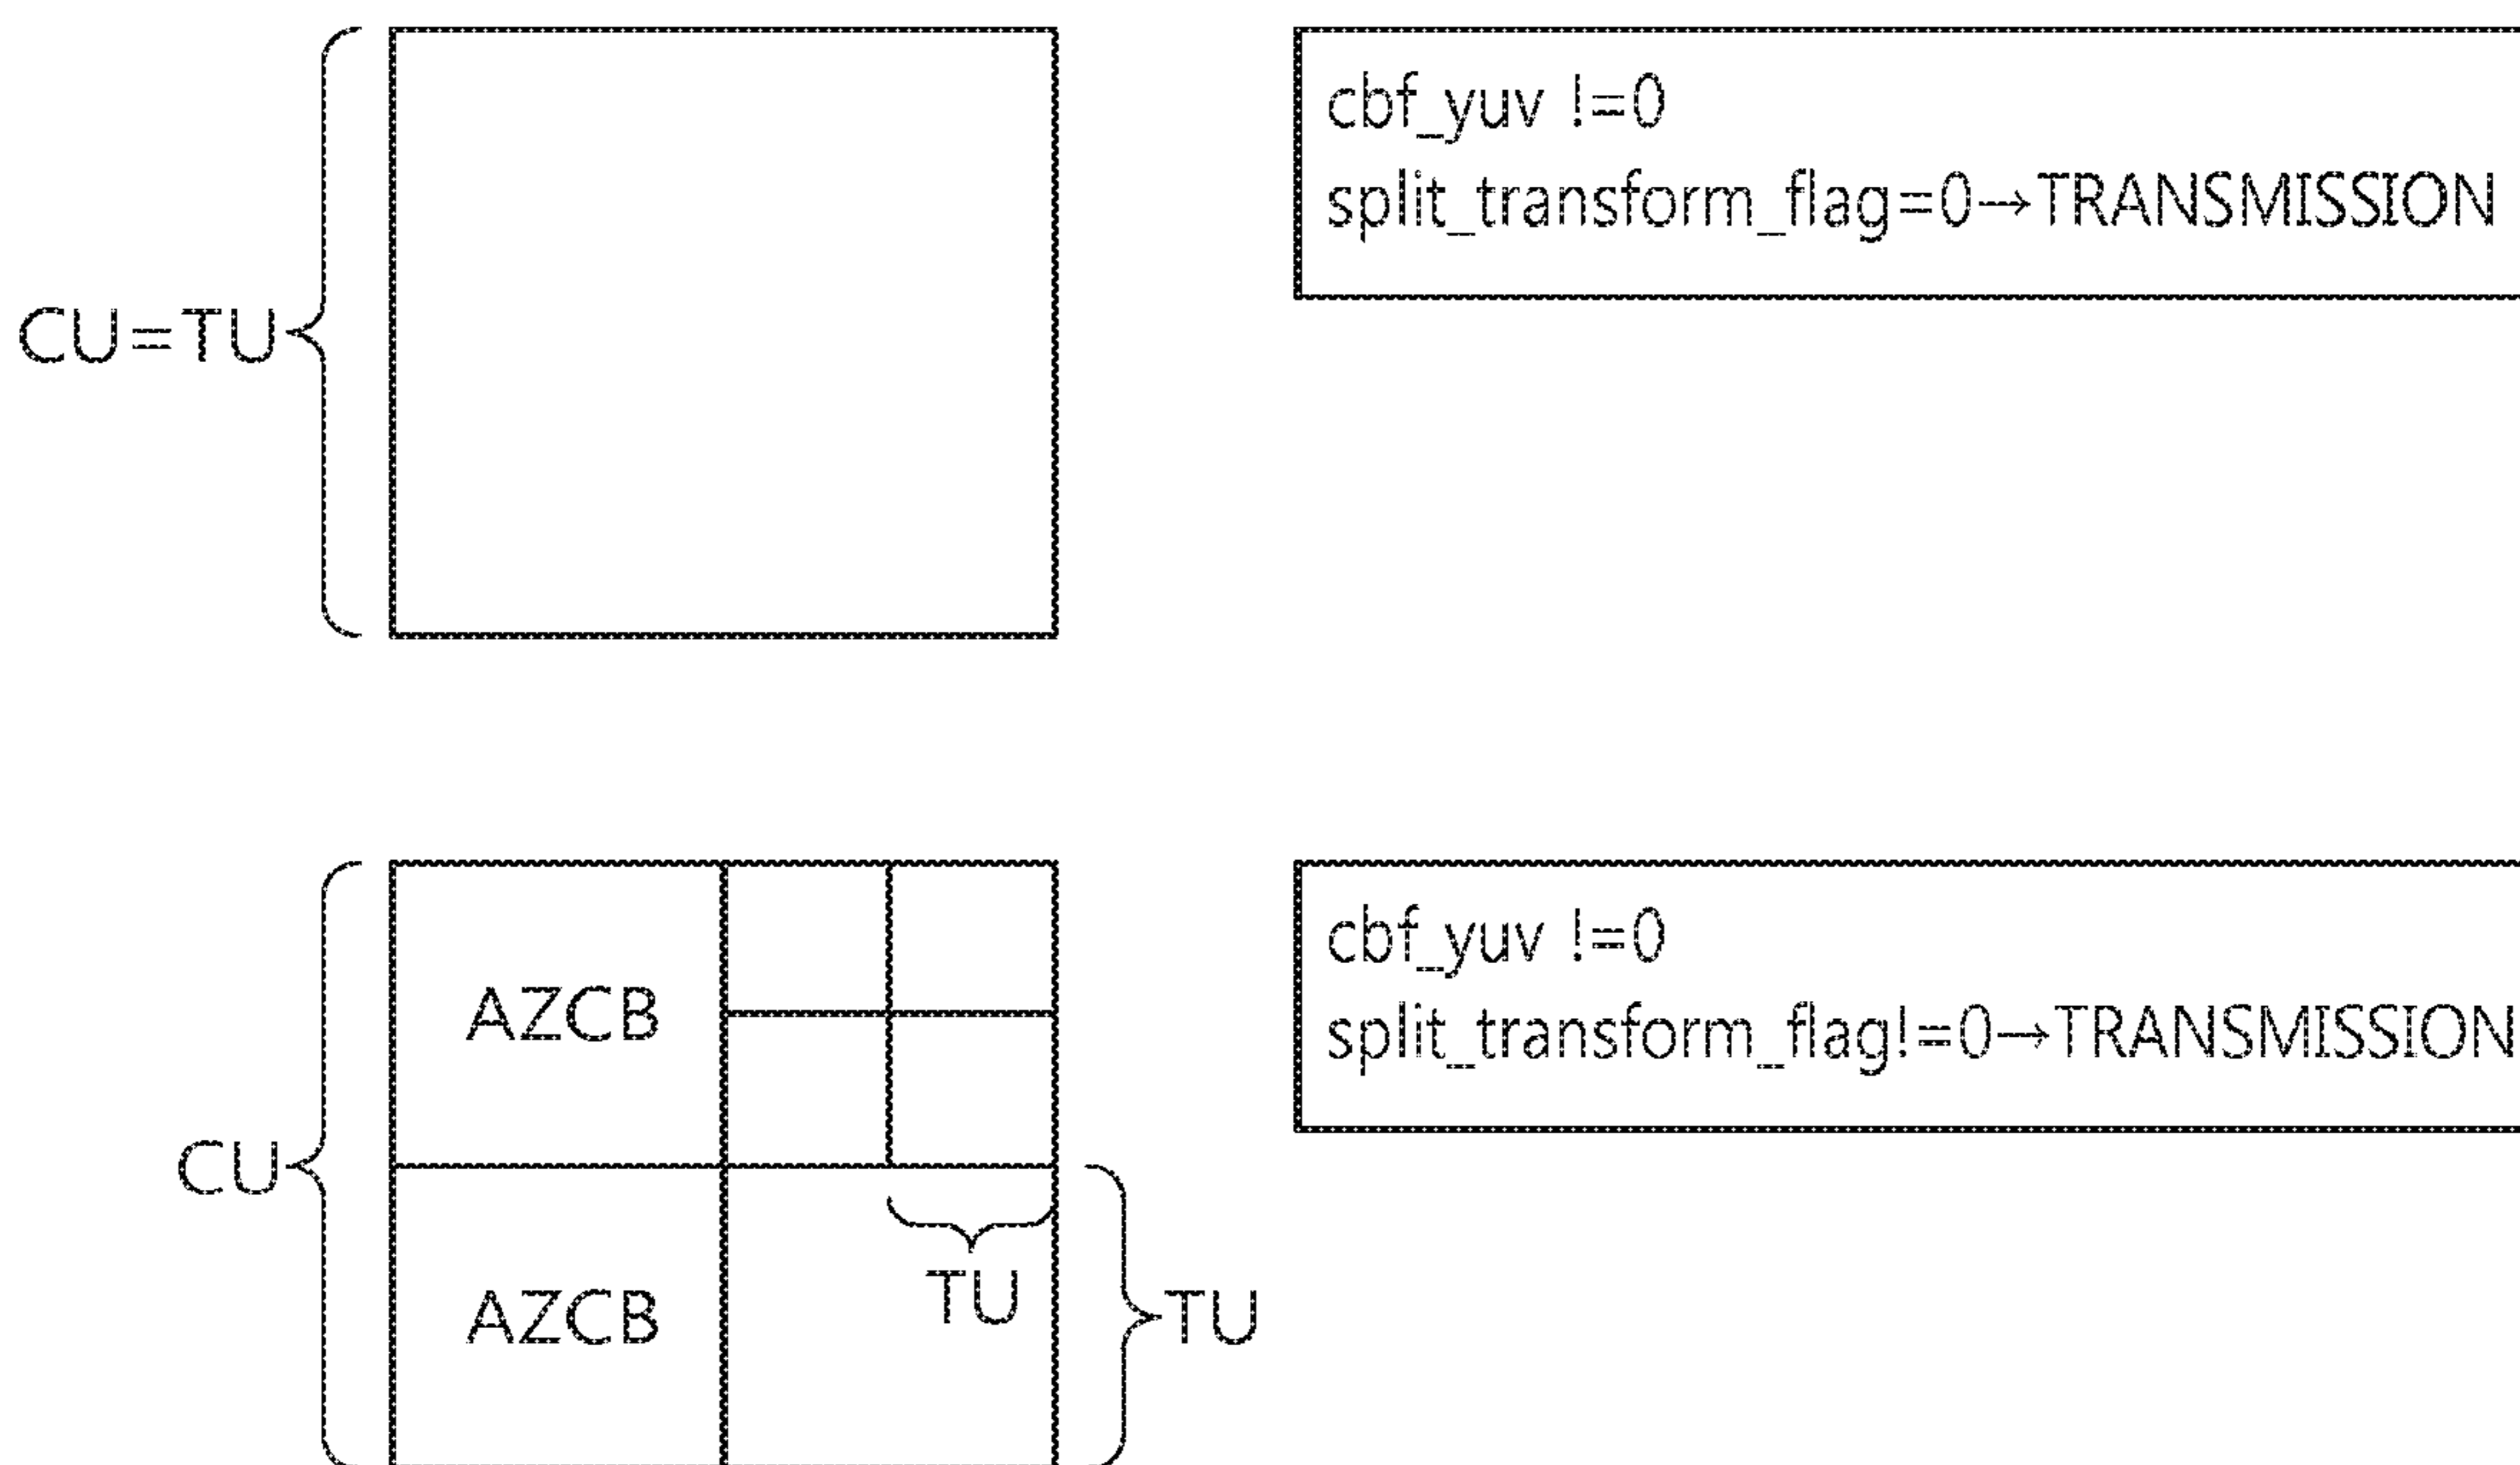 cbf_yuv !=0
split_transform_flag=0→TRANSMISSION
CU=TU
cbf_yuv !=0
split_transform_flag!=0→TRANSMISSION
AZCB
CU
TU
AZCB
TU